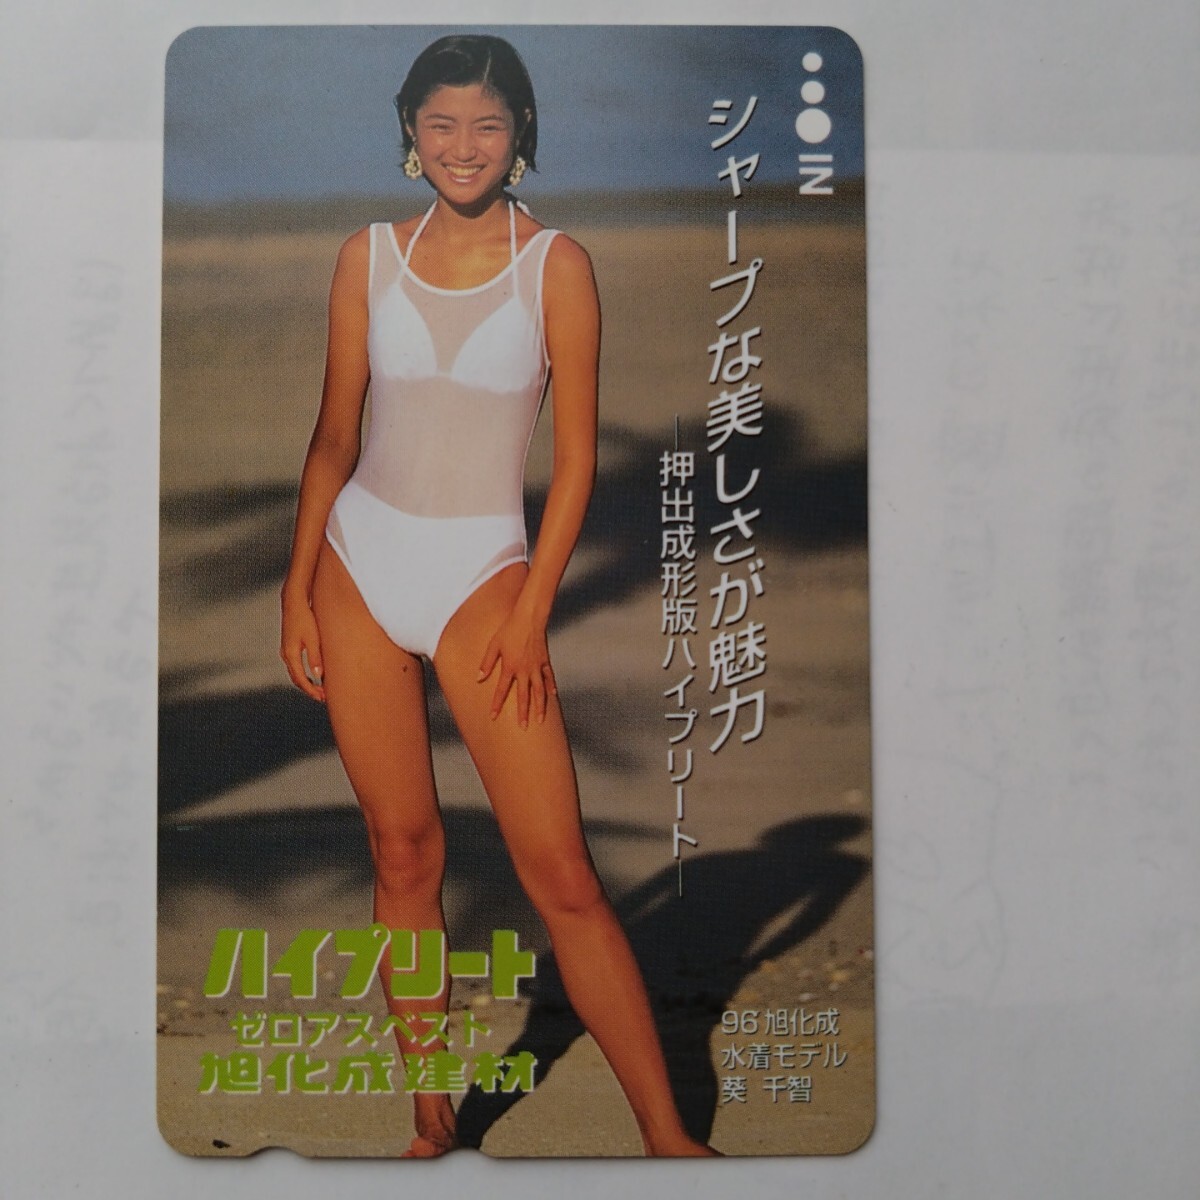 シャープな美しさが魅力
―押出成形版ハイプリート―
ハイプリート
ゼロアスベスト
旭化成建材
96'旭化成
水着モデル
葵 千智